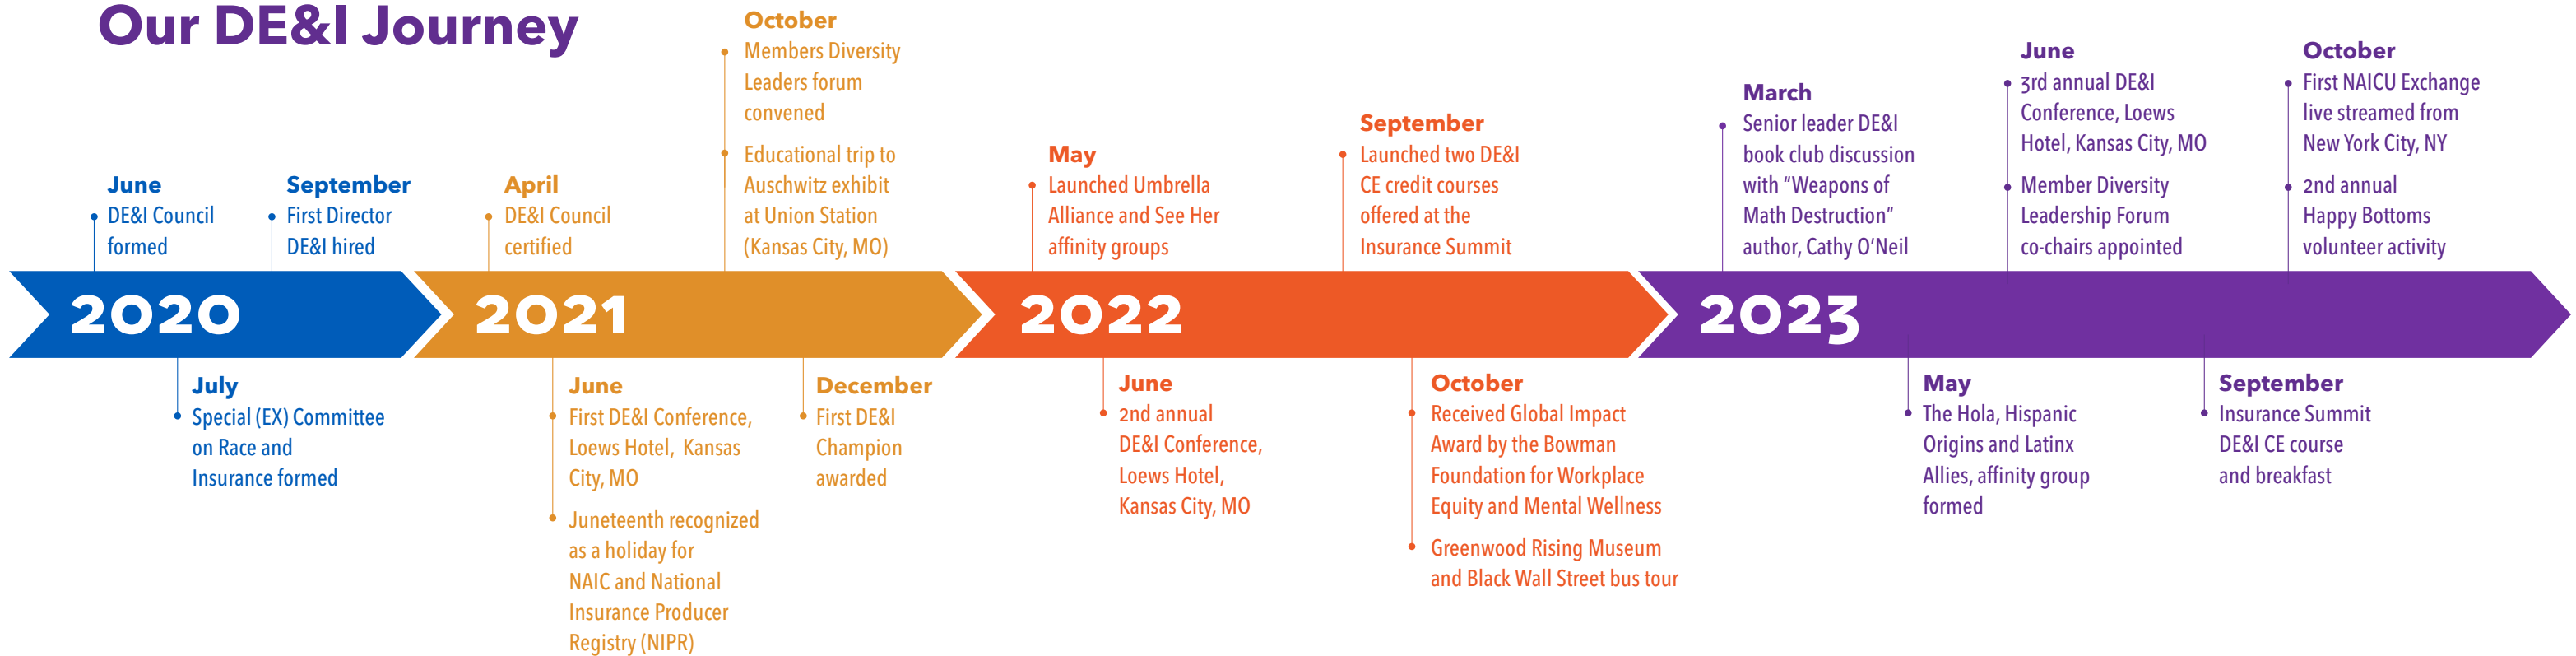 Our DE&I Journey
2020
June
DE&I Council
formed
July
Special (EX) Committee
on Race and
Insurance formed
September
First Director
DE&I hired
2021
April
DE&I Council
certified
June
First DE&I Conference,
Loews Hotel, Kansas
City, MO
Juneteenth recognized
as a holiday for
NAIC and National
Insurance Producer
Registry (NIPR)
October
Members Diversity
Leaders forum
convened
Educational trip to
Auschwitz exhibit
at Union Station
(Kansas City, MO)
December
First DE&I
Champion
awarded
2022
May
Launched Umbrella
Alliance and See Her
affinity groups
June
2nd annual
DE&I Conference,
Loews Hotel,
Kansas City, MO
September
Launched two DE&I
CE credit courses
offered at the
Insurance Summit
October
Received Global Impact
Award by the Bowman
Foundation for Workplace
Equity and Mental Wellness
Greenwood Rising Museum
and Black Wall Street bus tour
2023
March
Senior leader DE&I
book club discussion
with “Weapons of
Math Destruction”
author, Cathy O’Neil
May
The Hola, Hispanic
Origins and Latinx
Allies, affinity group
formed
June
3rd annual DE&I
Conference, Loews
Hotel, Kansas City, MO
Member Diversity
Leadership Forum
co-chairs appointed
September
Insurance Summit
DE&I CE course
and breakfast
October
First NAICU Exchange
live streamed from
New York City, NY
2nd annual
Happy Bottoms
volunteer activity